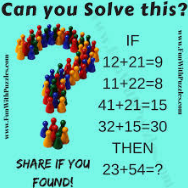 Can you Solve this?
www.FunWithPuzzles.com
IF
12+21=9
11+22=8
41+21=15
32+15=30
THEN
23+54=?
www.FunWithPuzzles.com
SHARE IF YOU
FOUND!